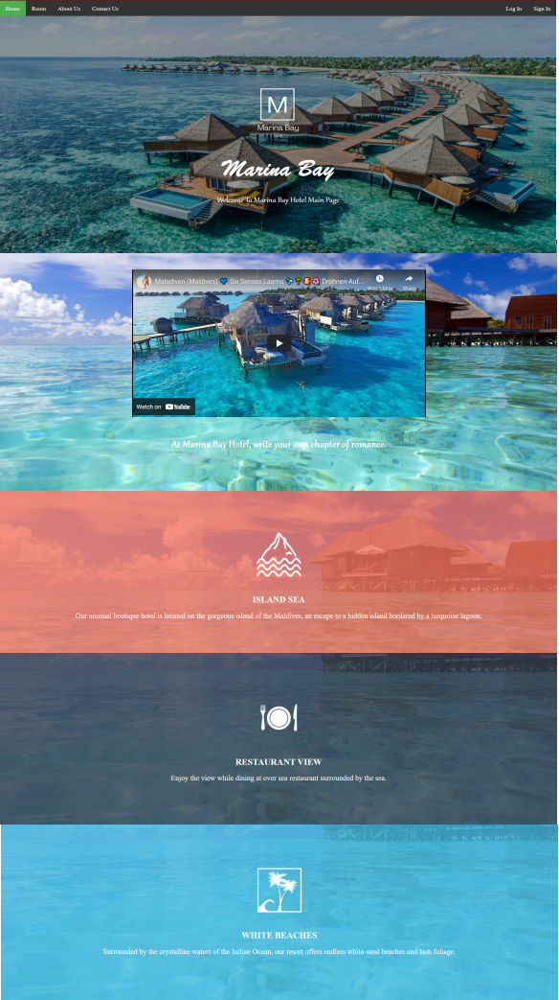 Home Room About Us Contact Us Log In Sign In
M
Marina Bay
Marina Bay
Welcome To Marina Bay Hotel Main Page
Malediven (Maldives) 💙 Six Senses Laamu Drohnen-Auf...
Watch later Share
Watch on YouTube
At Marina Bay Hotel, write your own chapter of romance.
ISLAND SEA
Our unusual boutique hotel is located on the gorgeous island of the Maldives, an escape to a hidden island bordered by a turquoise lagoon.
RESTAURANT VIEW
Enjoy the view while dining at over sea restaurant surrounded by the sea.
WHITE BEACHES
Surrounded by the crystalline waters of the Indian Ocean, our resort offers endless white-sand beaches and lush foliage.